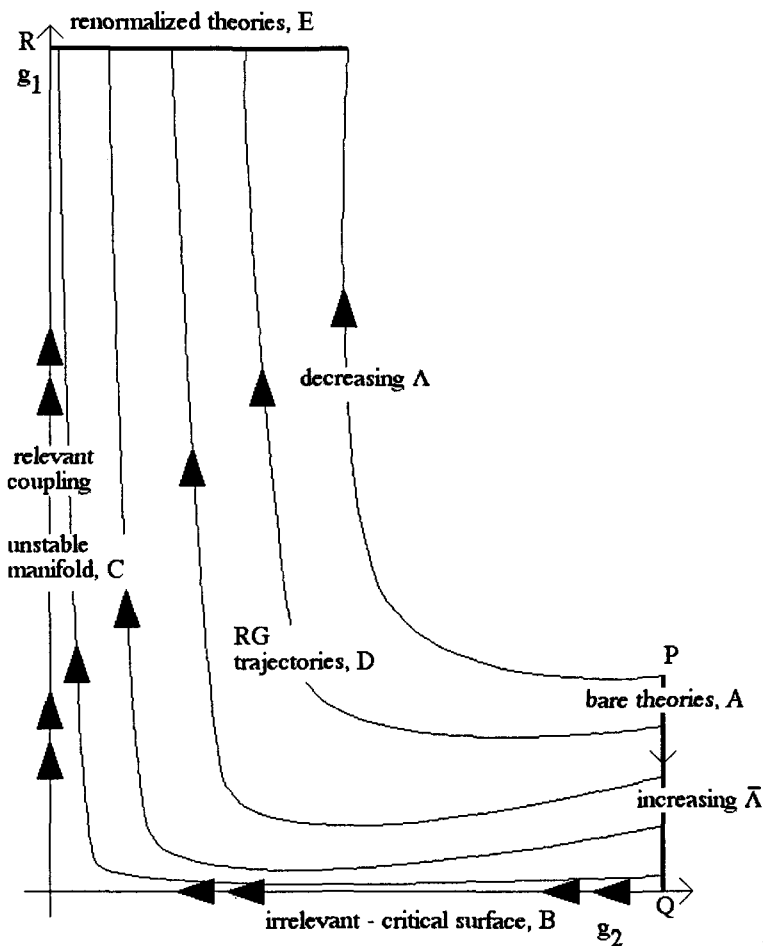 renormalized theories, E
R
g1
decreasing Λ
relevant
coupling
unstable
manifold, C
RG
trajectories, D
P
bare theories, A
increasing Λ̄
Q
irrelevant - critical surface, B
g2